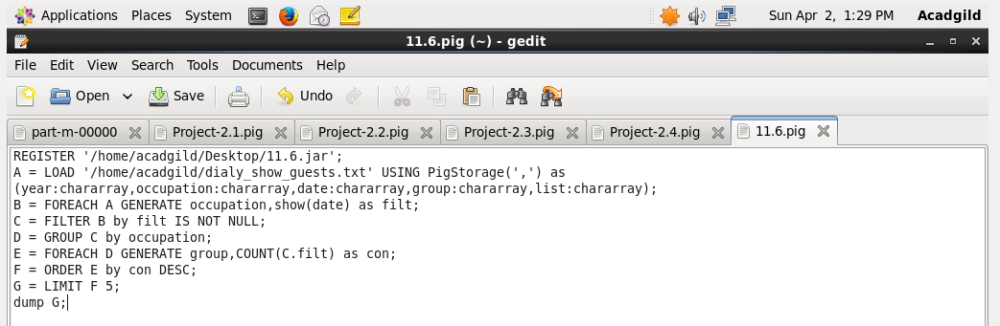 Applications Places System Sun Apr 2, 1:29 PM Acadgild
11.6.pig (~) - gedit
File Edit View Search Tools Documents Help
Open Save Undo
part-m-00000 Project-2.1.pig Project-2.2.pig Project-2.3.pig Project-2.4.pig 11.6.pig
REGISTER '/home/acadgild/Desktop/11.6.jar';
A = LOAD '/home/acadgild/dialy_show_guests.txt' USING PigStorage(',') as
(year:chararray,occupation:chararray,date:chararray,group:chararray,list:chararray);
B = FOREACH A GENERATE occupation,show(date) as filt;
C = FILTER B by filt IS NOT NULL;
D = GROUP C by occupation;
E = FOREACH D GENERATE group,COUNT(C.filt) as con;
F = ORDER E by con DESC;
G = LIMIT F 5;
dump G;